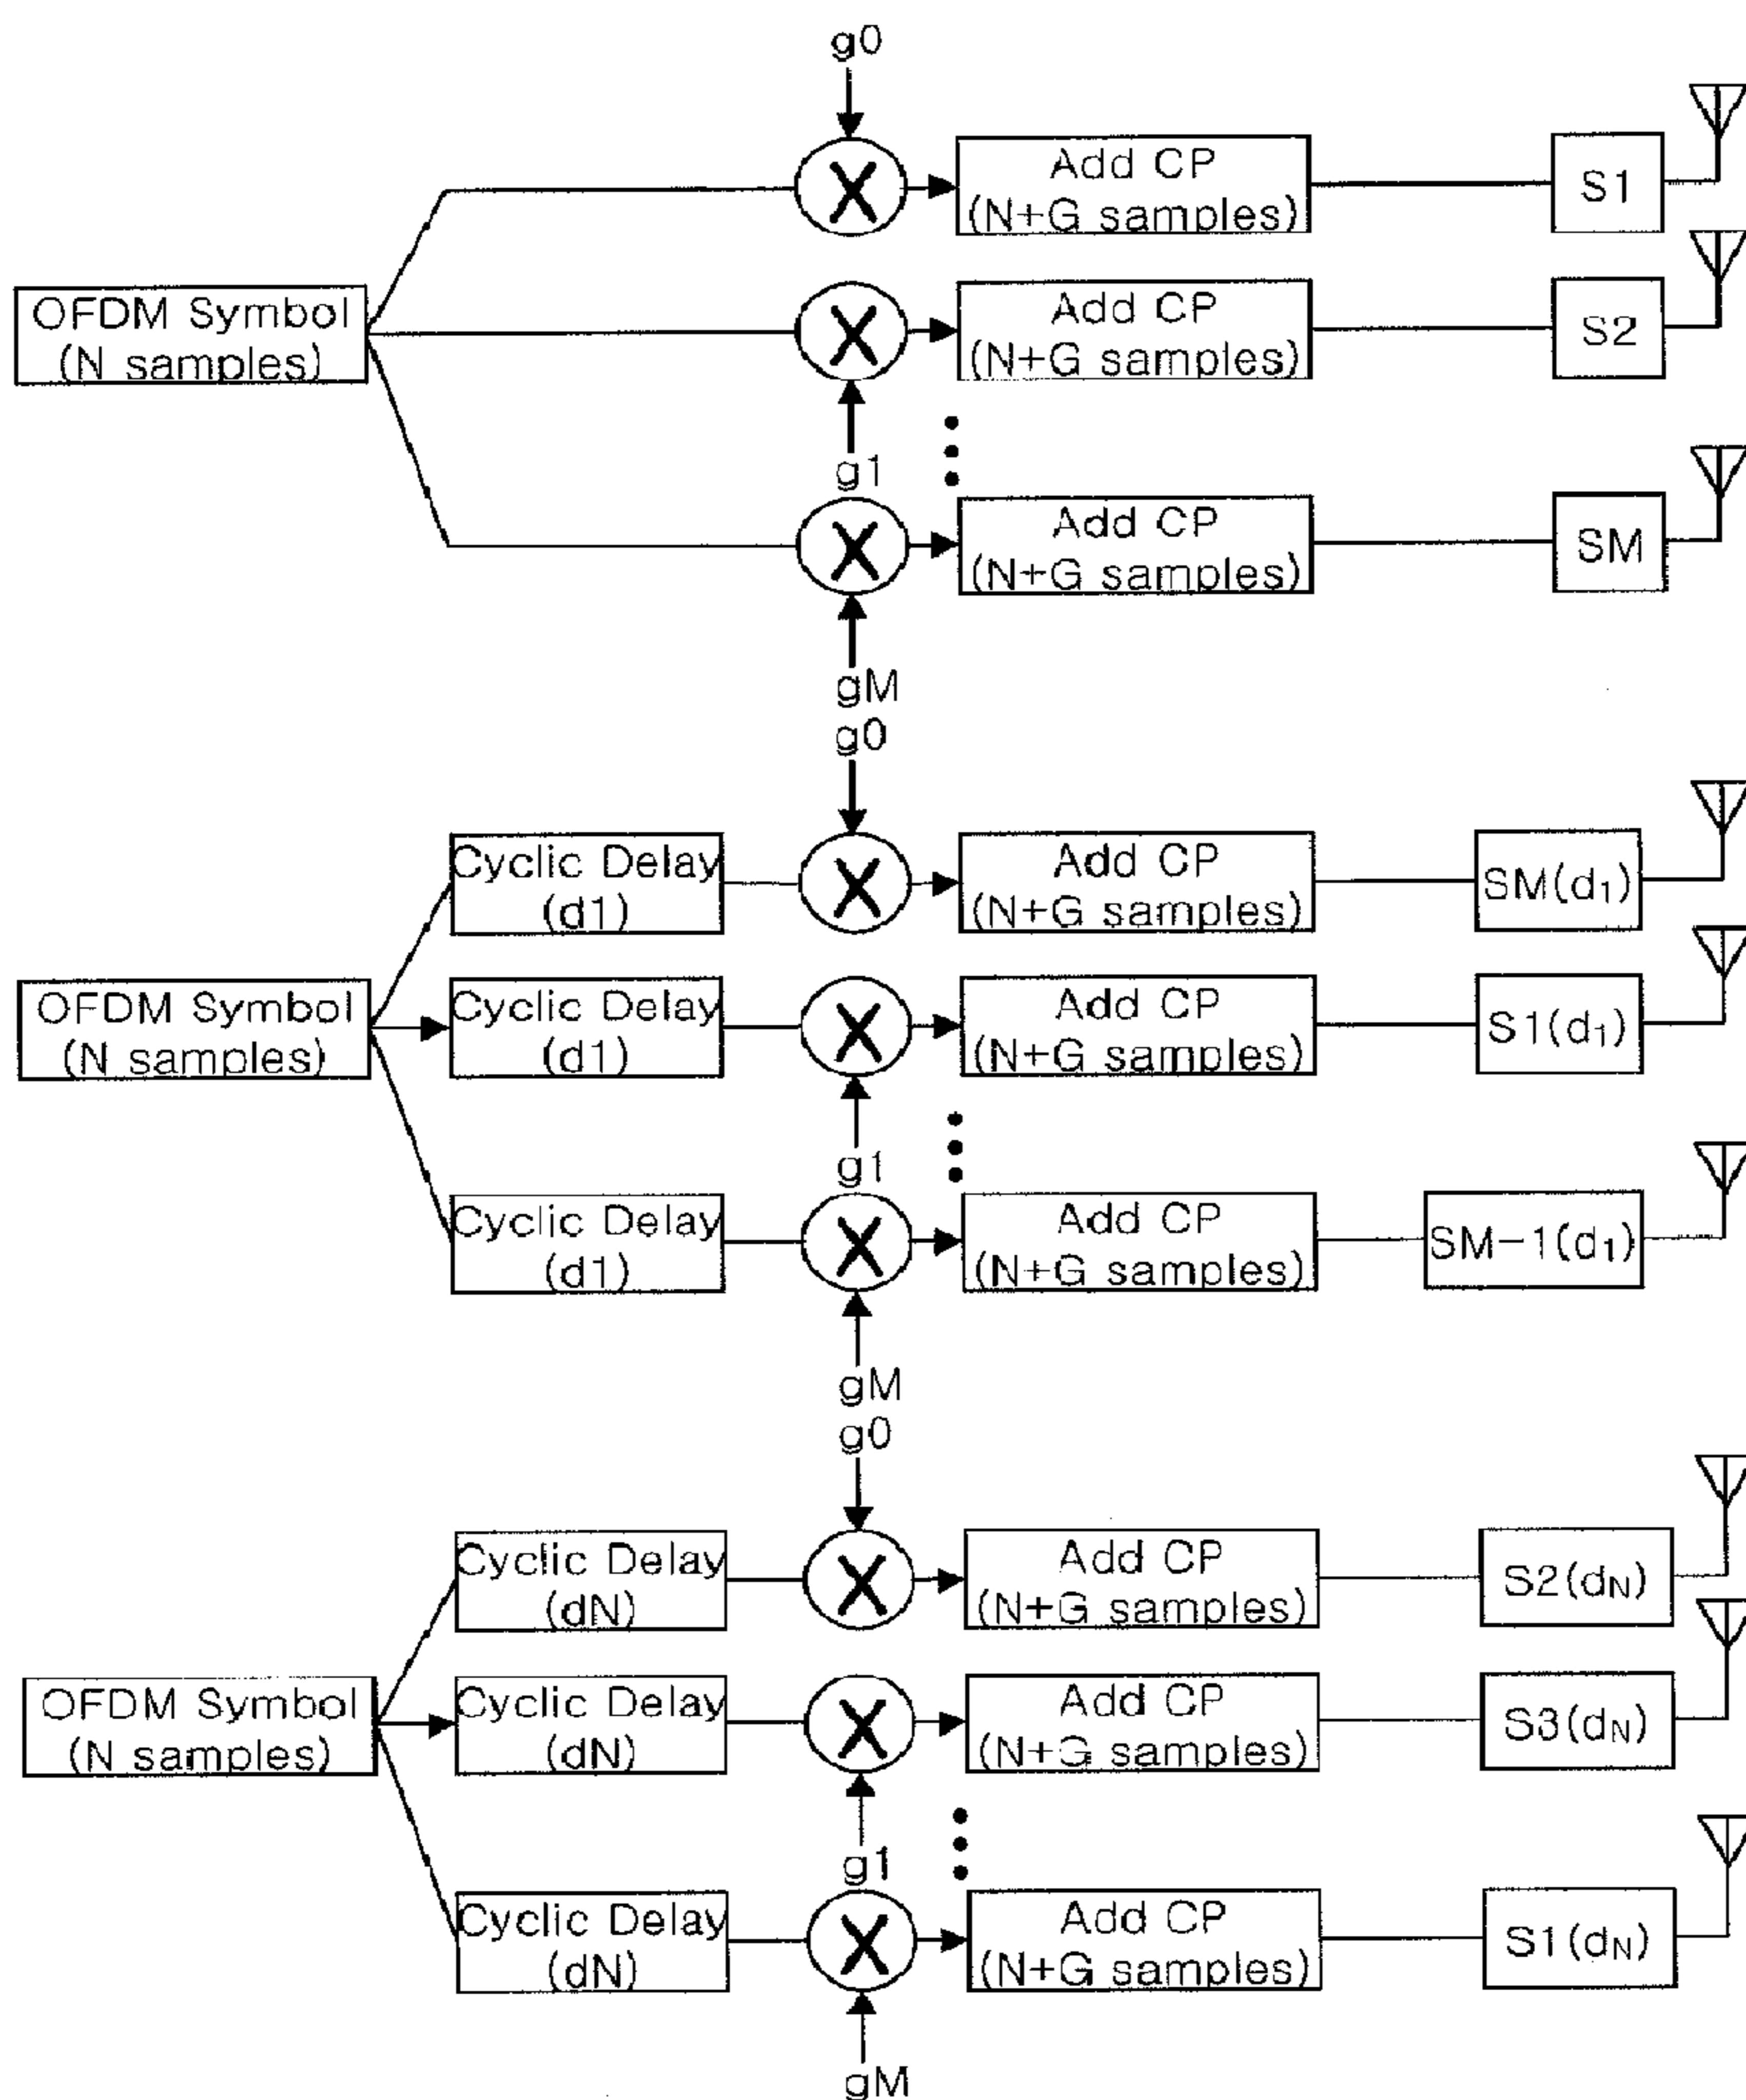 g0
Add CP
(N+G samples)
S1
OFDM Symbol
(N samples)
X
Add CP
(N+G samples)
S2
X
g1
Add CP
(N+G samples)
SM
X
gM
g0
Cyclic Delay
(d1)
X
Add CP
(N+G samples)
SM(d1)
OFDM Symbol
(N samples)
Cyclic Delay
(d1)
X
Add CP
(N+G samples)
S1(d1)
g1
Cyclic Delay
(d1)
X
Add CP
(N+G samples)
SM-1(d1)
gM
g0
Cyclic Delay
(dN)
X
Add CP
(N+G samples)
S2(dN)
OFDM Symbol
(N samples)
Cyclic Delay
(dN)
X
Add CP
(N+G samples)
S3(dN)
g1
Cyclic Delay
(dN)
X
Add CP
(N+G samples)
S1(dN)
gM